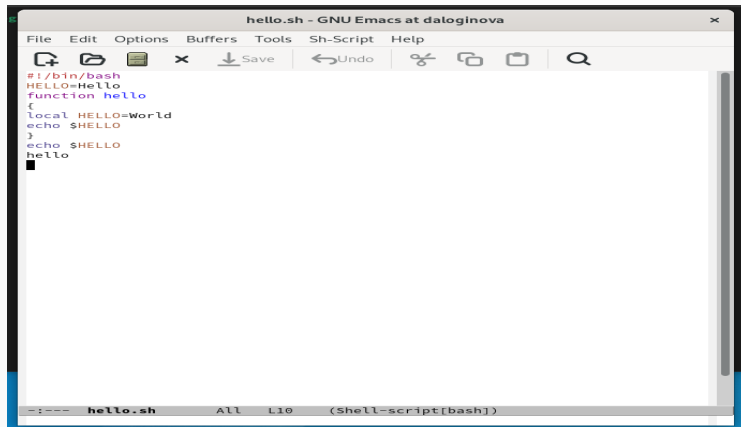 hello.sh - GNU Emacs at daloginova
File Edit Options Buffers Tools Sh-Script Help
Save Undo
#!/bin/bash
HELLO=Hello
function hello
{
local HELLO=World
echo $HELLO
}
echo $HELLO
hello
-:--- hello.sh All L10 (Shell-script[bash])